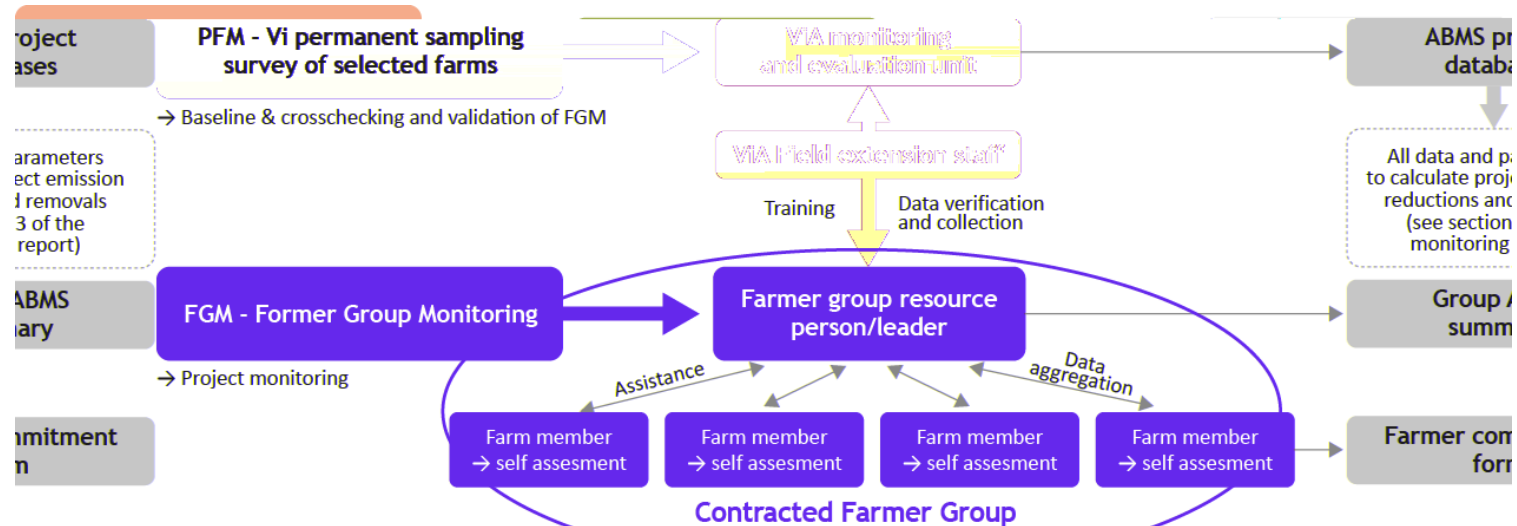 oject
ases
PFM - Vi permanent sampling
survey of selected farms
ViA monitoring
and evaluation unit
ABMS pr
databa
→ Baseline & crosschecking and validation of FGM
arameters
ect emission
d removals
3 of the
report)
ViA Field extension staff
Training
Data verification
and collection
All data and pa
to calculate proje
reductions and
(see section
monitoring
ABMS
ary
FGM - Former Group Monitoring
Farmer group resource
person/leader
Group A
summ
→ Project monitoring
Assistance
Data
aggregation
mmitment
m
Farm member
→ self assesment
Farm member
→ self assesment
Farm member
→ self assesment
Farm member
→ self assesment
Farmer com
for
Contracted Farmer Group